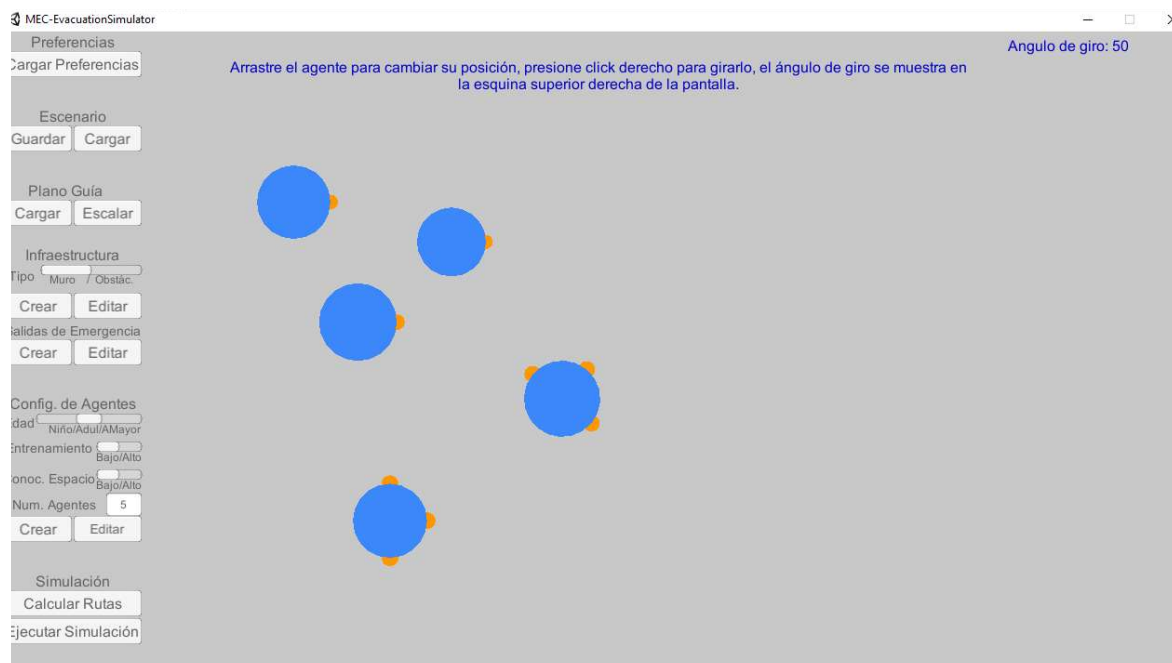 MEC-EvacuationSimulator
Preferencias
Cargar Preferencias
Angulo de giro: 50
Arrastre el agente para cambiar su posición, presione click derecho para girarlo, el ángulo de giro se muestra en
la esquina superior derecha de la pantalla.
Escenario
Guardar Cargar
Plano Guía
Cargar Escalar
Infraestructura
Tipo Muro / Obstác.
Crear Editar
Salidas de Emergencia
Crear Editar
Config. de Agentes
Edad Niño/Adul/AMayor
Entrenamiento Bajo/Alto
Conoc. Espacio Bajo/Alto
Num. Agentes 5
Crear Editar
Simulación
Calcular Rutas
Ejecutar Simulación